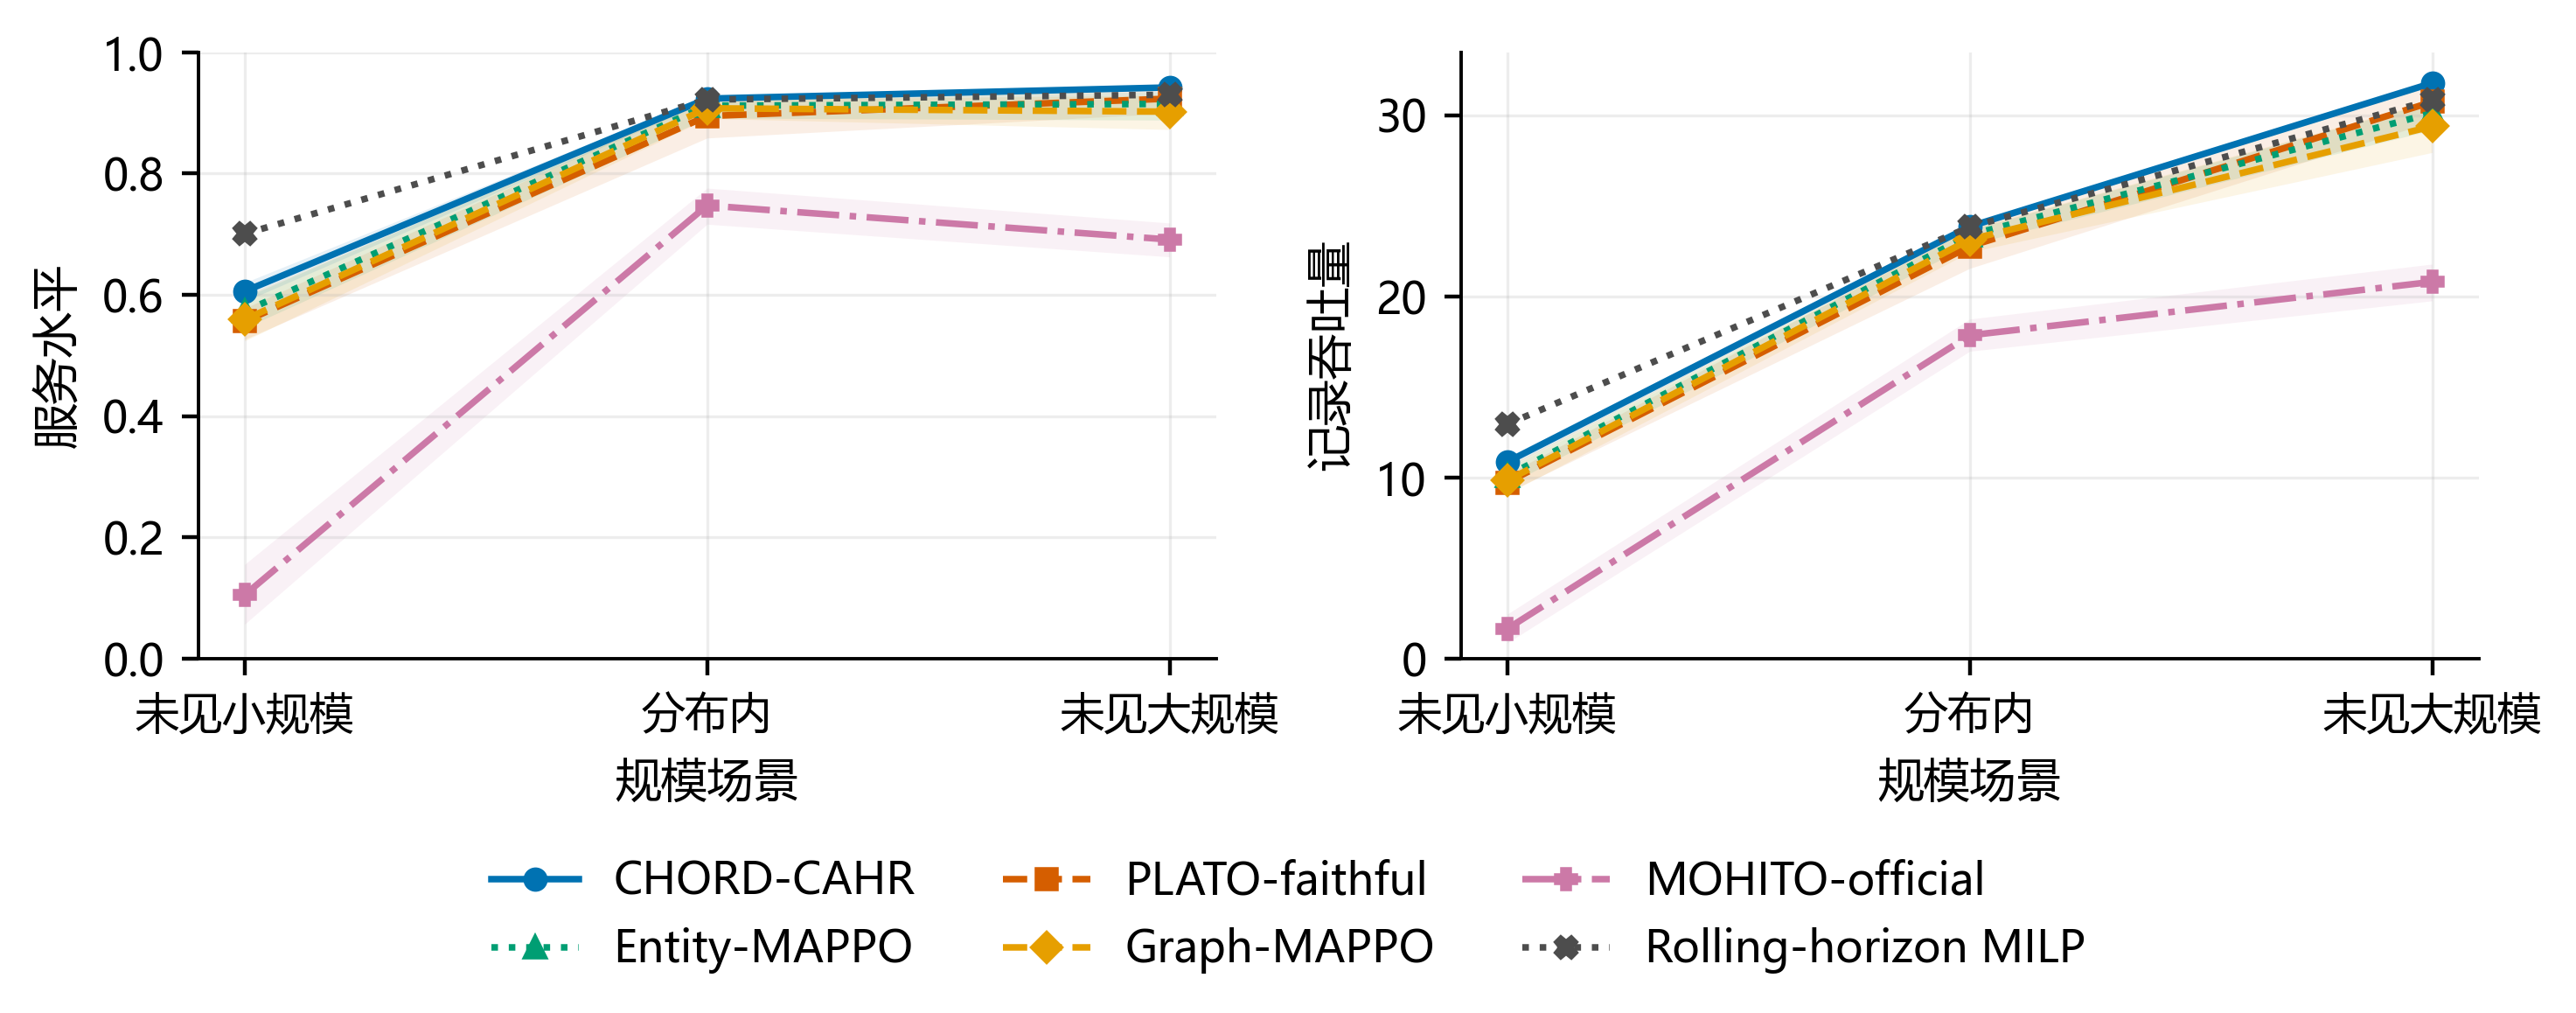 服务水平
1.0
0.8
0.6
0.4
0.2
0.0
未见小规模 分布内 未见大规模
规模场景
记录吞吐量
30
20
10
0
未见小规模 分布内 未见大规模
规模场景
CHORD-CAHR PLATO-faithful MOHITO-official
Entity-MAPPO Graph-MAPPO Rolling-horizon MILP